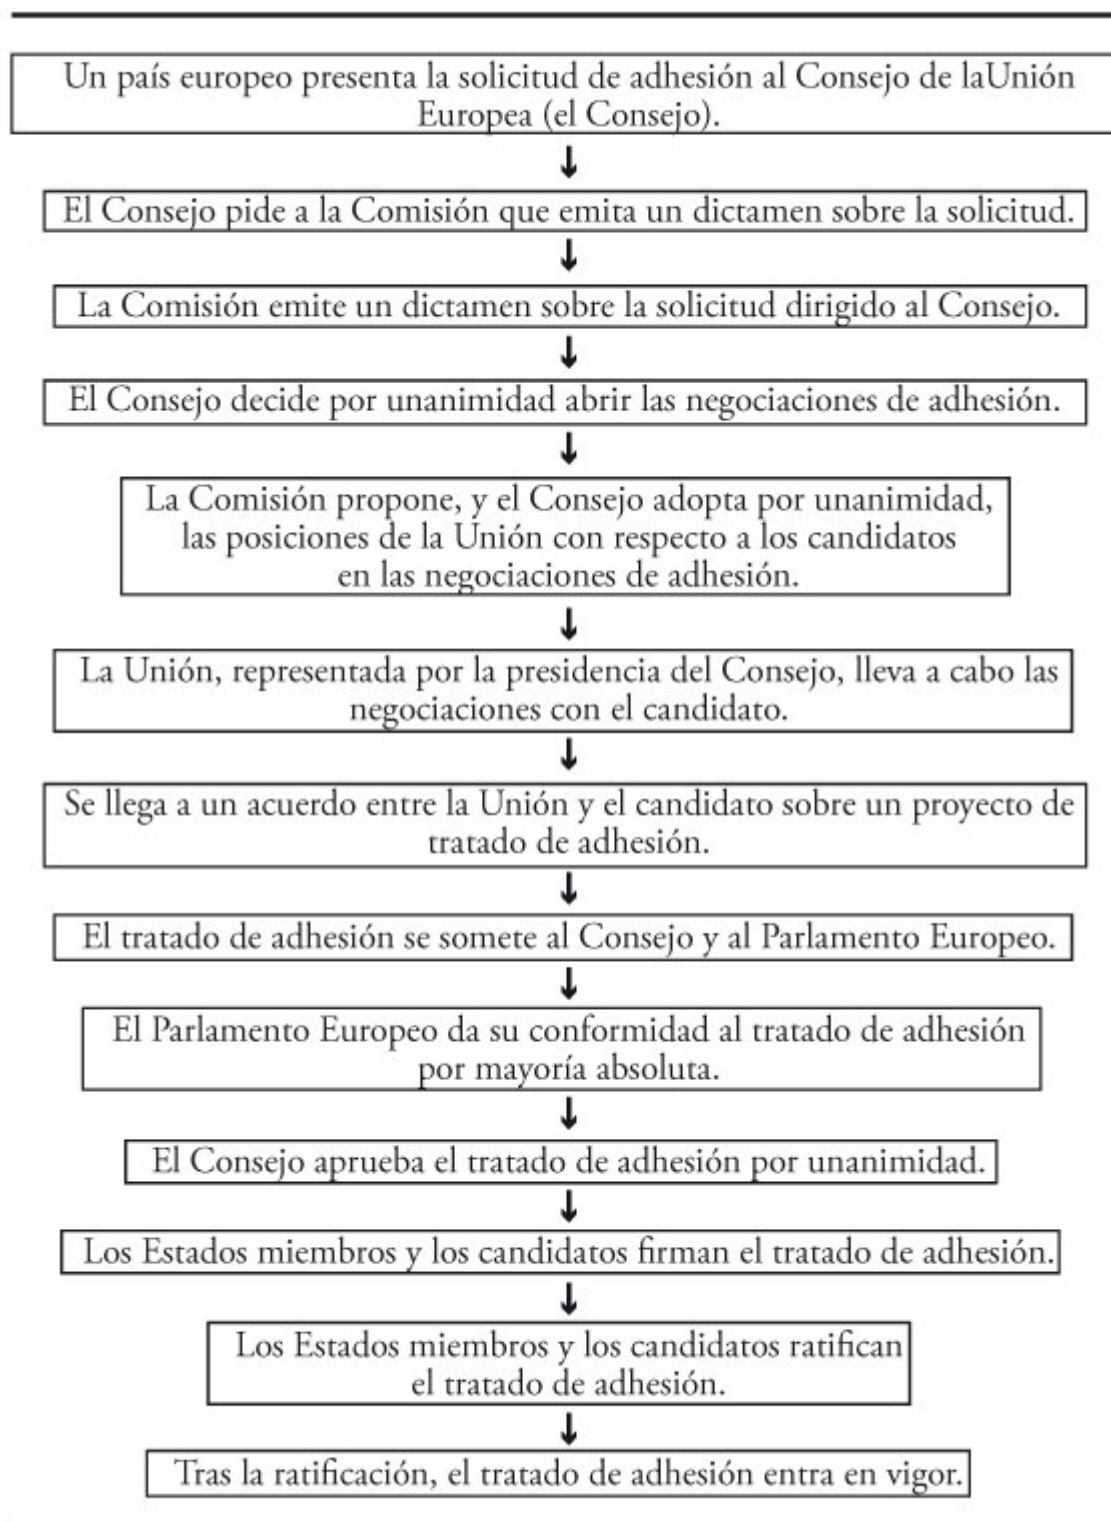 Un país europeo presenta la solicitud de adhesión al Consejo de laUnión
Europea (el Consejo).
El Consejo pide a la Comisión que emita un dictamen sobre la solicitud.
La Comisión emite un dictamen sobre la solicitud dirigido al Consejo.
El Consejo decide por unanimidad abrir las negociaciones de adhesión.
La Comisión propone, y el Consejo adopta por unanimidad,
las posiciones de la Unión con respecto a los candidatos
en las negociaciones de adhesión.
La Unión, representada por la presidencia del Consejo, lleva a cabo las
negociaciones con el candidato.
Se llega a un acuerdo entre la Unión y el candidato sobre un proyecto de
tratado de adhesión.
El tratado de adhesión se somete al Consejo y al Parlamento Europeo.
El Parlamento Europeo da su conformidad al tratado de adhesión
por mayoría absoluta.
El Consejo aprueba el tratado de adhesión por unanimidad.
Los Estados miembros y los candidatos firman el tratado de adhesión.
Los Estados miembros y los candidatos ratifican
el tratado de adhesión.
Tras la ratificación, el tratado de adhesión entra en vigor.